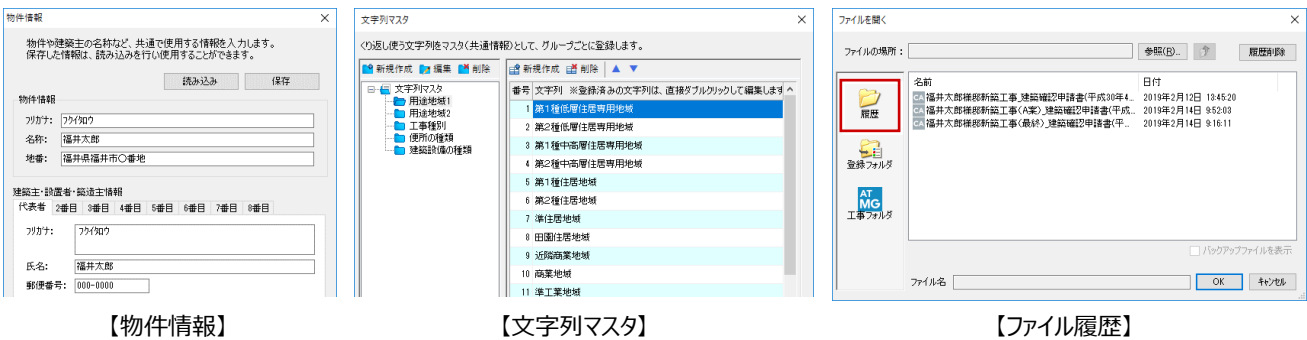 物件情報
物件や建築主の名称など、共通で使用する情報を入力します。
保存した情報は、読み込みを行い使用することができます。
読み込み
保存
物件情報
フリガナ:
フクイタロウ
名称:
福井太郎
地番:
福井県福井市〇番地
建築主・設置者・築造主情報
代表者 2番目 3番目 4番目 5番目 6番目 7番目 8番目
フリガナ:
フクイタロウ
氏名:
福井太郎
郵便番号:
000-0000
【物件情報】
文字列マスタ
くり返し使う文字列をマスタ(共通情報)として、グループごとに登録します。
新規作成 編集 削除
文字列マスタ
用途地域1
用途地域2
工事種別
便所の種類
建築設備の種類
新規作成 削除
番号 文字列 ※登録済みの文字列は、直接ダブルクリックして編集します
1 第1種低層住居専用地域
2 第2種低層住居専用地域
3 第1種中高層住居専用地域
4 第2種中高層住居専用地域
5 第1種住居地域
6 第2種住居地域
7 準住居地域
8 田園住居地域
9 近隣商業地域
10 商業地域
11 準工業地域
【文字列マスタ】
ファイルを開く
ファイルの場所:
参照(R)...
履歴削除
履歴
登録フォルダ
AT
MG
工事フォルダ
名前 日付
CA 福井太郎様邸新築工事_建築確認申請書(平成30年4... 2019年2月12日 13:45:20
CA 福井太郎様邸新築工事(A案)_建築確認申請書(平成... 2019年2月14日 9:52:03
CA 福井太郎様邸新築工事(最終)_建築確認申請書(平... 2019年2月14日 9:16:11
バックアップファイルを表示
ファイル名
OK
キャンセル
【ファイル履歴】